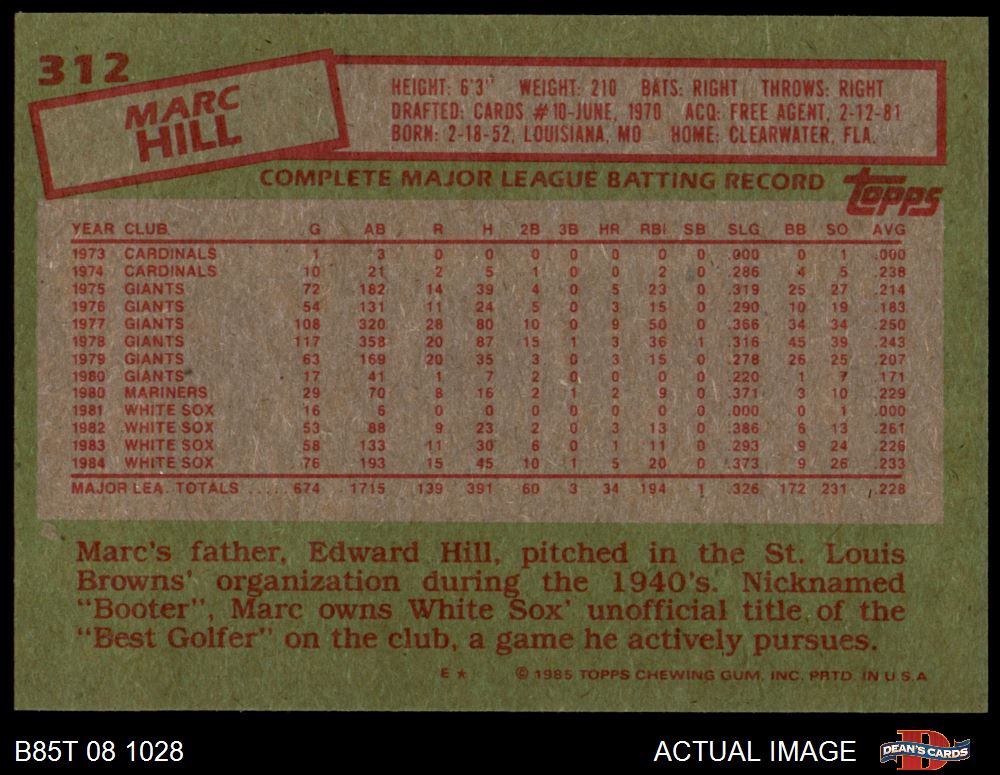 312
MARC
HILL
HEIGHT: 6'3" WEIGHT: 210 BATS: RIGHT THROWS: RIGHT
DRAFTED: CARDS #10-JUNE, 1970 ACQ: FREE AGENT, 2-12-81
BORN: 2-18-52, LOUISIANA, MO HOME: CLEARWATER, FLA.
COMPLETE MAJOR LEAGUE BATTING RECORD topps
YEAR CLUB G AB R H 2B 3B HR RBI SB SLG BB SO AVG
1973 CARDINALS 1 3 0 0 0 0 0 0 0 .000 0 1 .000
1974 CARDINALS 10 21 2 5 1 0 0 2 0 .286 4 5 .238
1975 GIANTS 72 182 14 39 4 0 5 23 0 .319 25 27 .214
1976 GIANTS 54 131 11 24 5 0 3 15 0 .290 10 19 .183
1977 GIANTS 108 320 28 80 10 0 9 50 0 .366 34 34 .250
1978 GIANTS 117 358 20 87 15 1 3 36 1 .316 45 39 .243
1979 GIANTS 63 169 20 35 3 0 3 15 0 .278 26 25 .207
1980 GIANTS 17 41 1 7 2 0 0 0 0 .220 1 7 .171
1980 MARINERS 29 70 8 16 2 1 2 9 0 .371 3 10 .229
1981 WHITE SOX 16 6 0 0 0 0 0 0 0 .000 0 1 .000
1982 WHITE SOX 53 88 9 23 2 0 3 13 0 .386 6 13 .261
1983 WHITE SOX 58 133 11 30 6 0 1 11 0 .293 9 24 .226
1984 WHITE SOX 76 193 15 45 10 1 5 20 0 .373 9 26 .233
MAJOR LEA. TOTALS ..... 674 1715 139 391 60 3 34 194 1 .326 172 231 .228
Marc's father, Edward Hill, pitched in the St. Louis
Browns' organization during the 1940's. Nicknamed
"Booter", Marc owns White Sox' unofficial title of the
"Best Golfer" on the club, a game he actively pursues.
E * © 1985 TOPPS CHEWING GUM, INC. PRTD. IN U.S.A
B85T 08 1028 ACTUAL IMAGE D DEAN'S CARDS